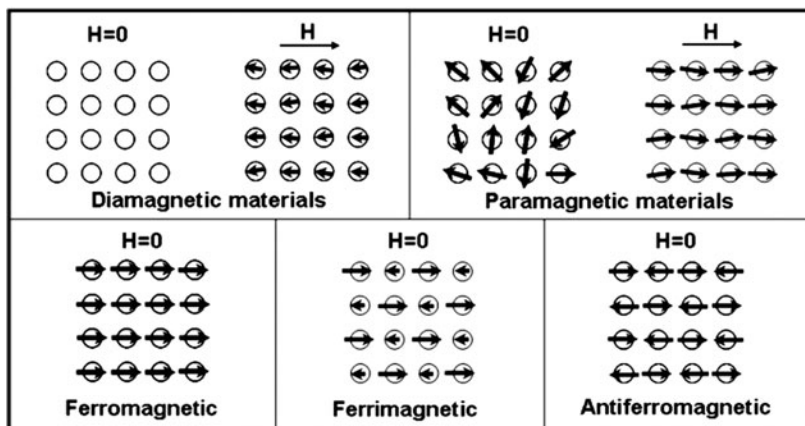 H=0
H
H=0
H
Diamagnetic materials
Paramagnetic materials
H=0
H=0
H=0
Ferromagnetic
Ferrimagnetic
Antiferromagnetic